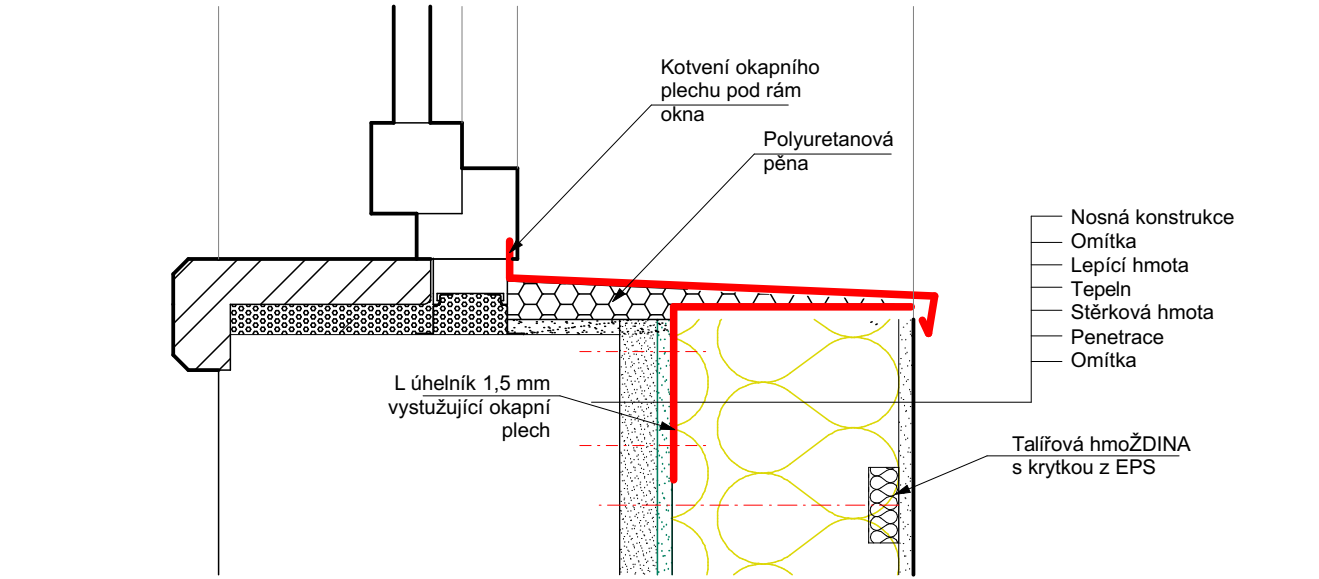 Kotvení okapního
plechu pod rám
okna
Polyuretanová
pěna
Nosná konstrukce
Omítka
Lepící hmota
Tepeln
Stěrková hmota
Penetrace
Omítka
L úhelník 1,5 mm
vystužující okapní
plech
Talířová hmoŽDINA
s krytkou z EPS